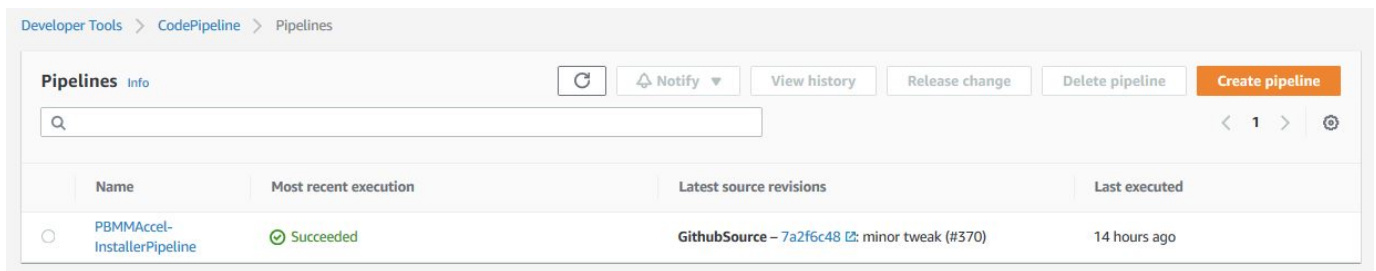 Developer Tools > CodePipeline > Pipelines
Pipelines Info
Notify ▼ View history Release change Delete pipeline Create pipeline
< 1 >
Name Most recent execution Latest source revisions Last executed
PBMMAccel-
InstallerPipeline
Succeeded
GithubSource – 7a2f6c48: minor tweak (#370)
14 hours ago